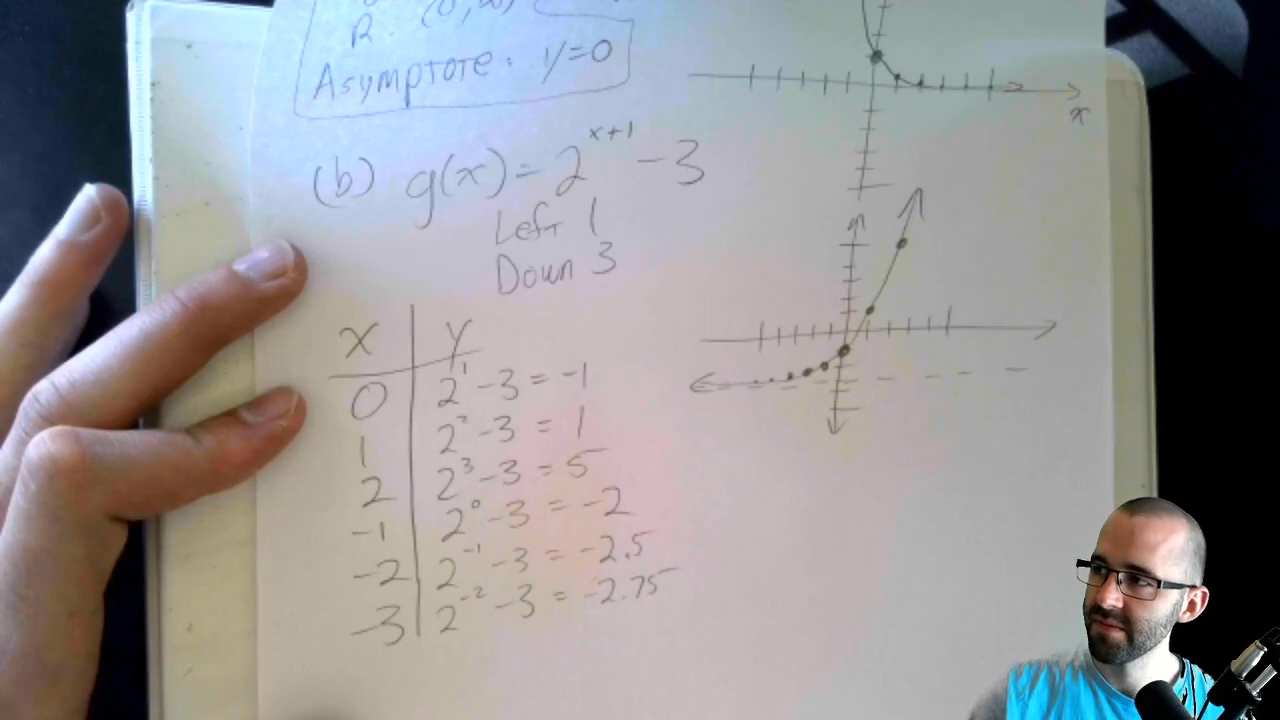 R: (0,∞)
Asymptote: y=0
x
(b) g(x)=2^{x+1} -3
Left 1
Down 3
x y
0 2^1 -3 = -1
1 2^2 -3 = 1
2 2^3 -3 = 5
-1 2^0 -3 = -2
-2 2^{-1} -3 = -2.5
-3 2^{-2} -3 = -2.75